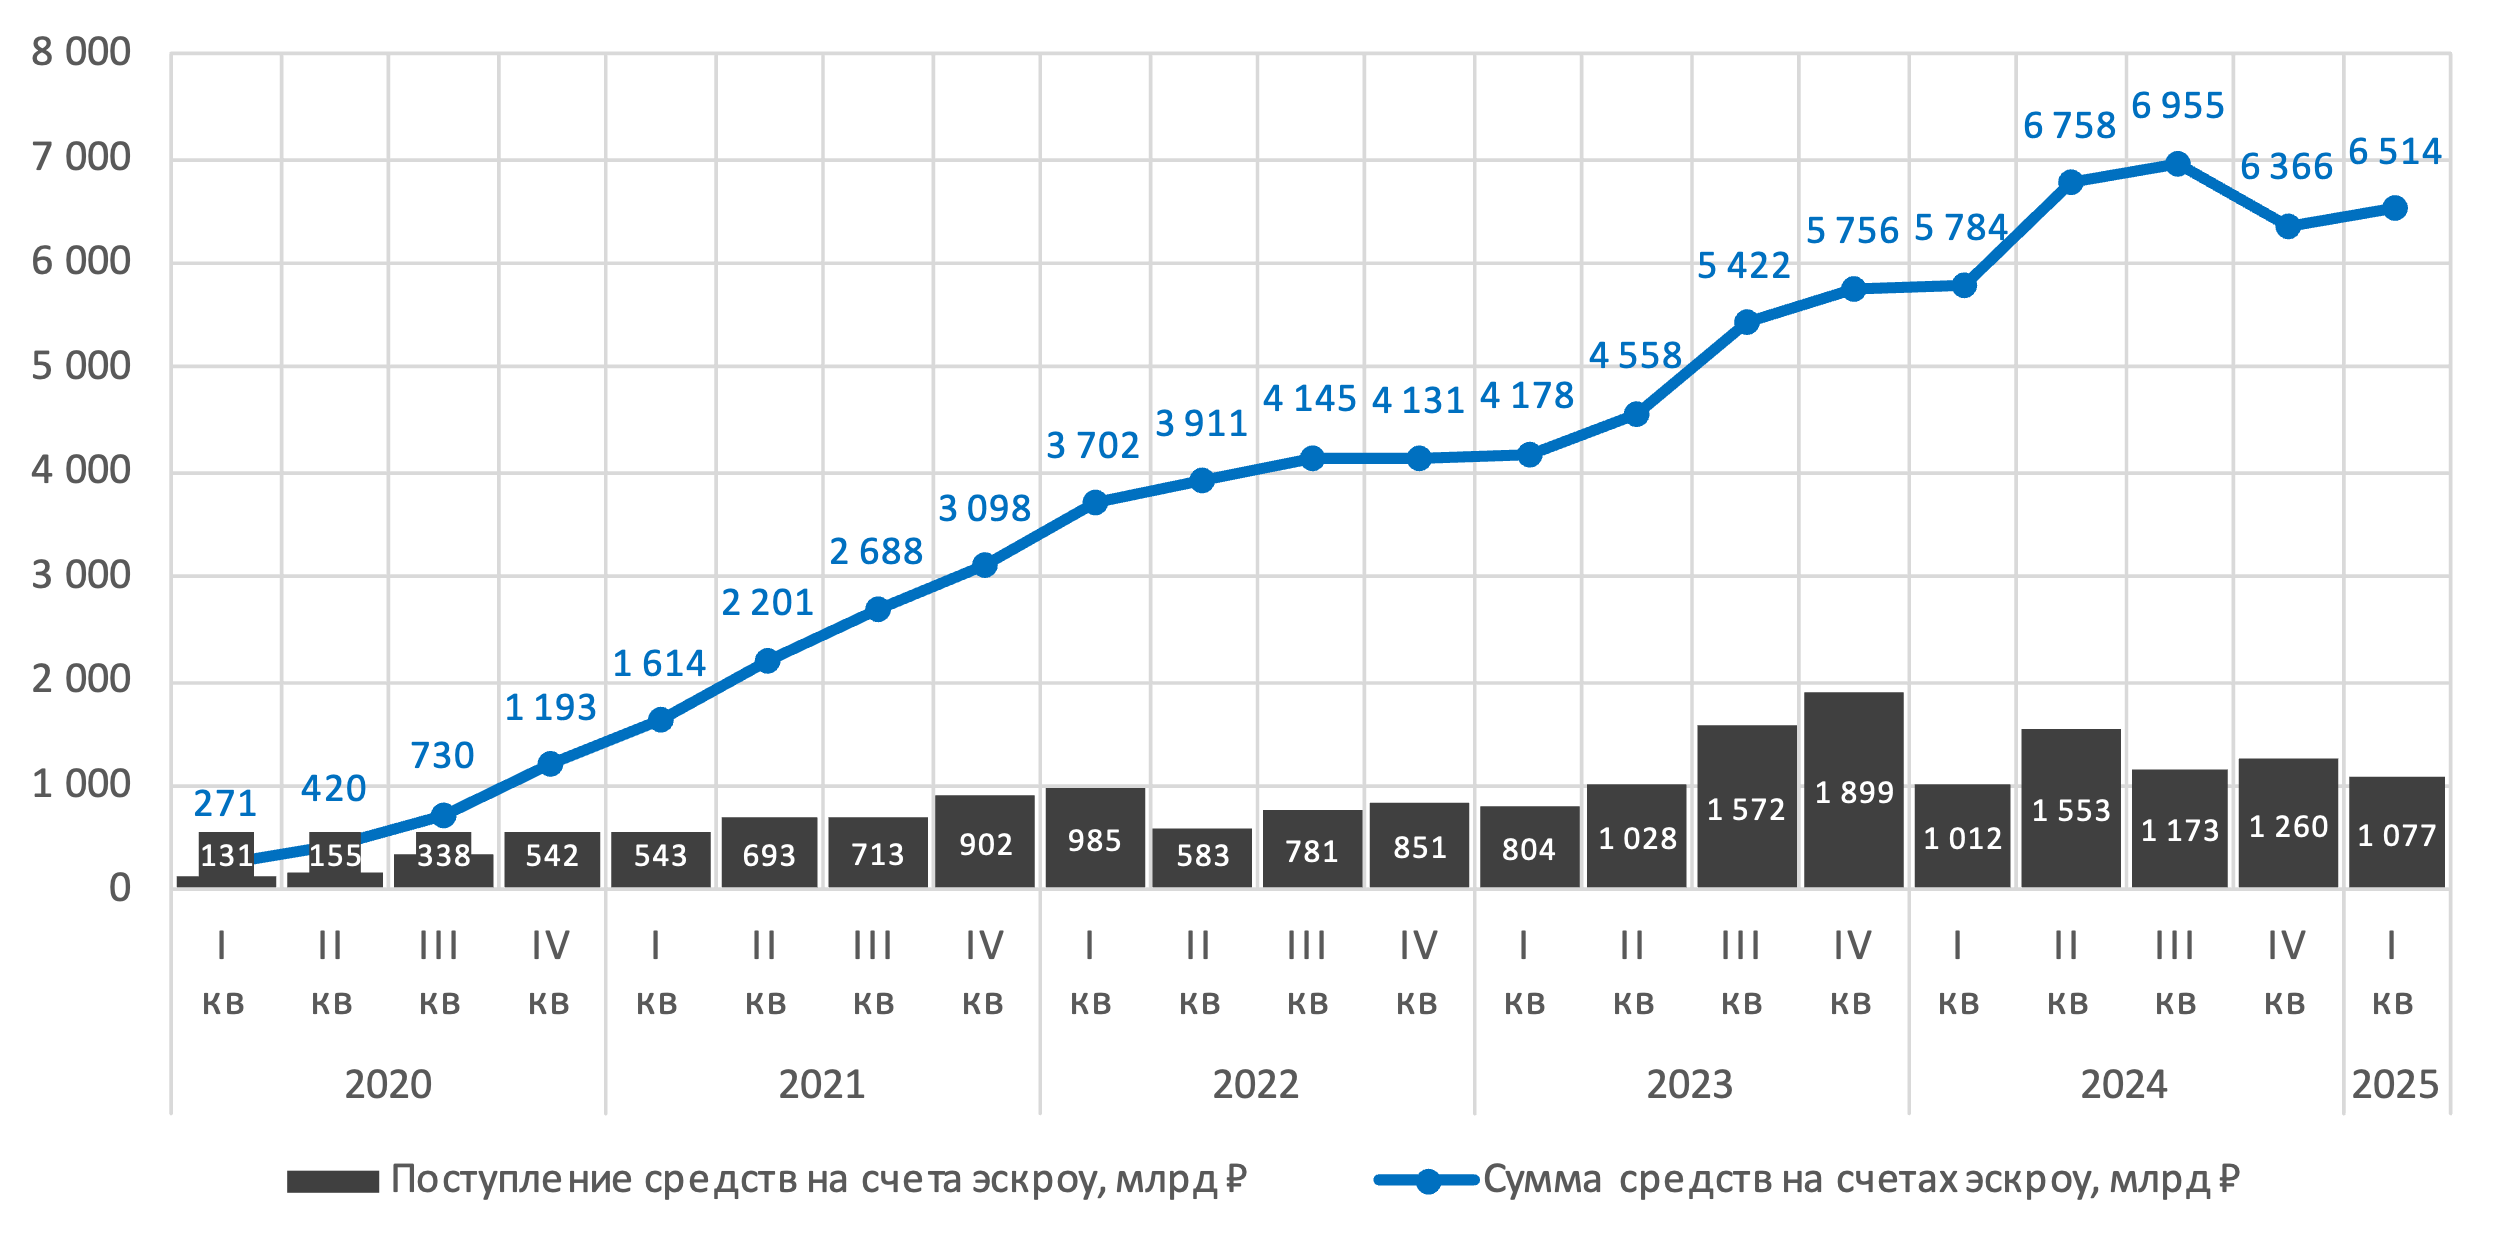 8 000
7 000
6 000
5 000
4 000
3 000
2 000
1 000
0
271 420 730 1 193 1 614 2 201 2 688 3 098 3 702 3 911 4 145 4 131 4 178 4 558 5 422 5 756 5 784 6 758 6 955 6 366 6 514
131 155 338 542 543 693 713 902 985 583 781 851 804 1 028 1 572 1 899 1 012 1 553 1 173 1 260 1 077
I II III IV I II III IV I II III IV I II III IV I II III IV I
кв кв кв кв кв кв кв кв кв кв кв кв кв кв кв кв кв кв кв кв кв
2020 2021 2022 2023 2024 2025
Поступление средств на счета эскроу, млрд ₽ Сумма средств на счетах эскроу, млрд ₽